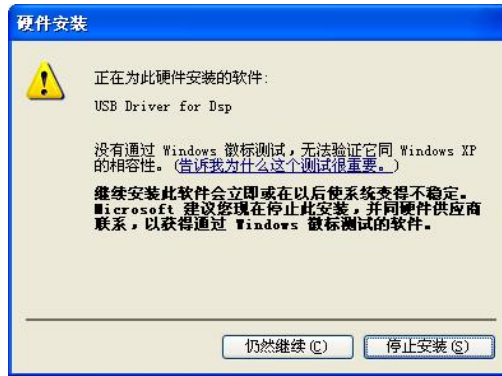 硬件安装
正在为此硬件安装的软件:
USB Driver for Dsp
没有通过 Windows 徽标测试，无法验证它同 Windows XP
的相容性。(告诉我为什么这个测试很重要。)
继续安装此软件会立即或在以后使系统变得不稳定。
Microsoft 建议您现在停止此安装，并同硬件供应商
联系，以获得通过 Windows 徽标测试的软件。
仍然继续(C) 停止安装(S)